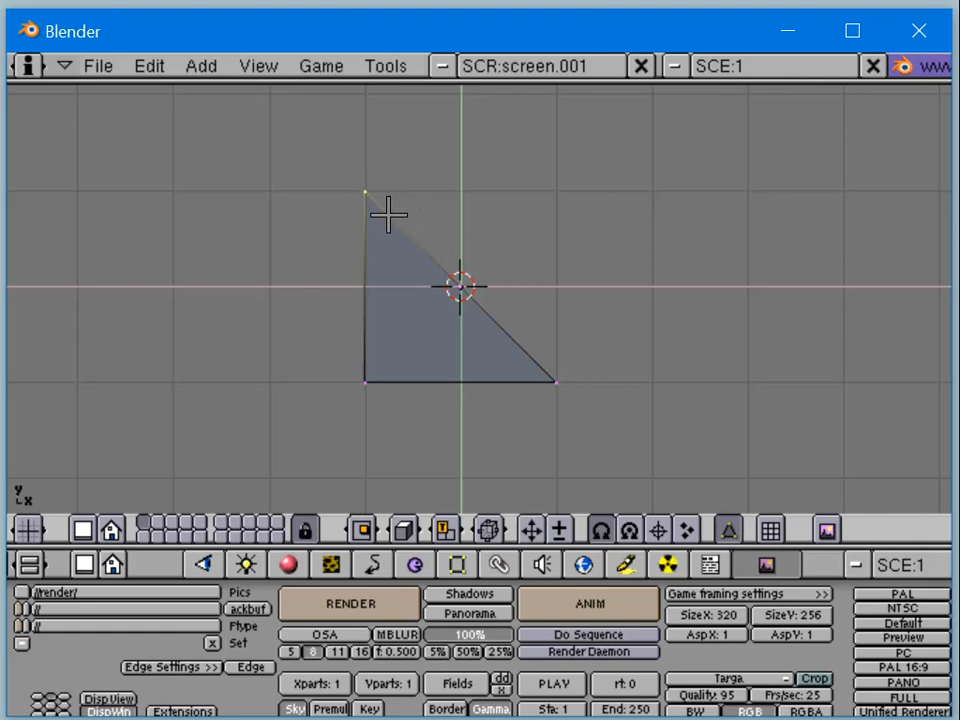 Blender
File Edit Add View Game Tools SCR:screen.001 SCE:1 www
y
x
SCE:1
//render/ Pics
// ackbuf
// Ftype
x Set
Edge Settings >> Edge
DispView
DispWin Extensions
RENDER
OSA MBLUR
5 8 11 16 f: 0.500
Xparts: 1 Yparts: 1
Sky Premul Key
Shadows
Panorama
100%
5% 50% 25%
Fields dd
x
Border Gamma
ANIM
Do Sequence
Render Daemon
PLAY rt: 0
Sta: 1 End: 250
Game framing settings >>
SizeX: 320 SizeY: 256
AspX: 1 AspY: 1
Targa Crop
Quality: 95 Frs/sec: 25
BW RGB RGBA
PAL
NTSC
Default
Preview
PC
PAL 16:9
PANO
FULL
Unified Renderer